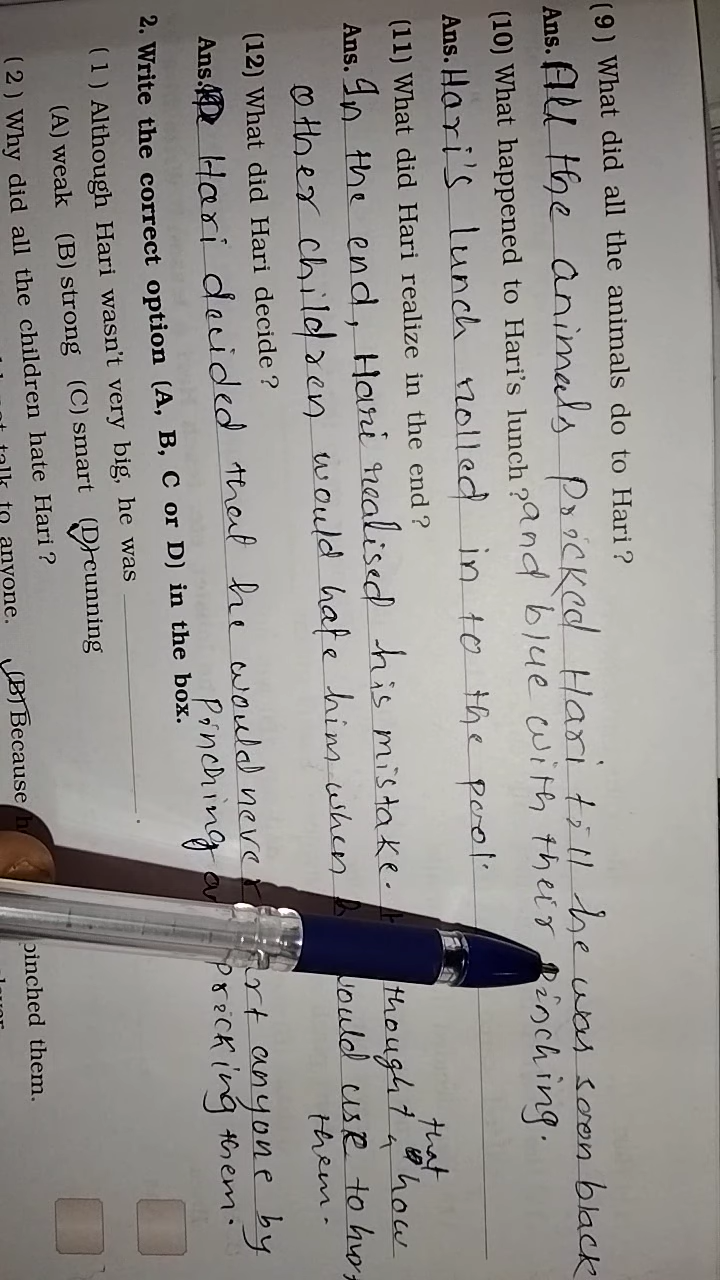 (9) What did all the animals do to Hari?
Ans. All the animals pricked Hari till he was soon black
and blue with their pinching.
(10) What happened to Hari's lunch?
Ans. Hari's lunch rolled in to the pool.
(11) What did Hari realize in the end?
that
Ans. In the end, Hari realised his mistake. thought how
other children would hate him when would use to
them.
(12) What did Hari decide?
Ans. Hari decided that he would never anyone by
pinching pricking them.
2. Write the correct option (A, B, C or D) in the box.
(1) Although Hari wasn't very big, he was ____________.
(A) weak (B) strong (C) smart (D) cunning
(2) Why did all the children hate Hari?
talk to anyone. (B) Because pinched them.